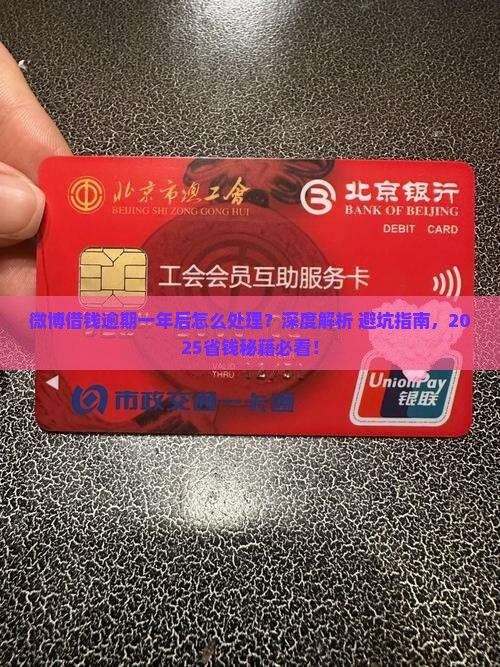 北京市总工会
BEIJING SHI ZONG GONG HUI
北京银行
BANK OF BEIJING
DEBIT CARD
工会会员互助服务卡
微博借钱逾期一年后怎么处理？深度解析 避坑指南，20
25省钱秘籍必看！
THRU
市政交通一卡通
UnionPay
银联